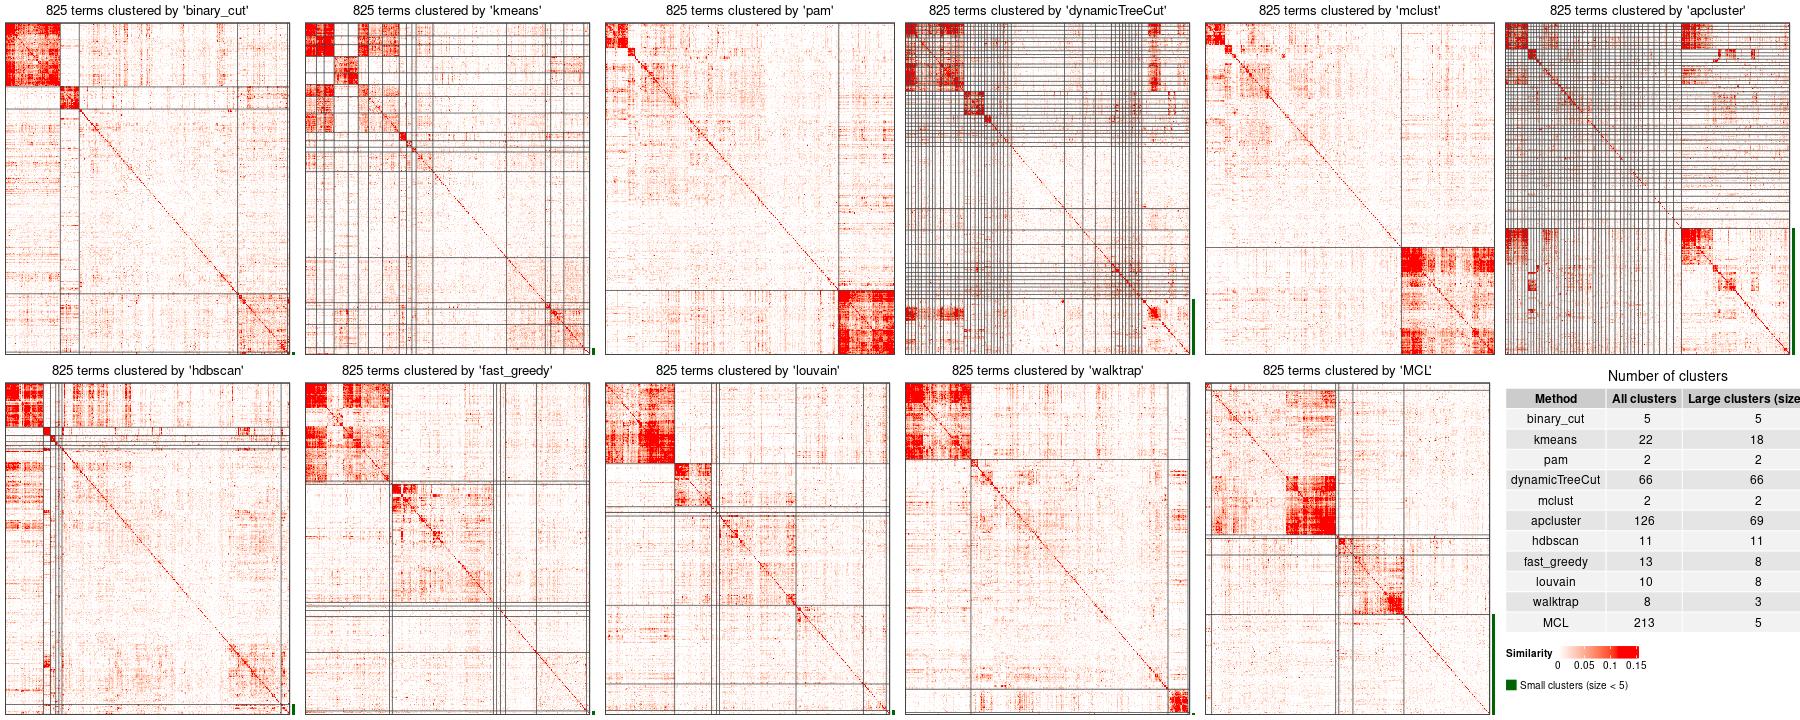 825 terms clustered by 'binary_cut'
825 terms clustered by 'kmeans'
825 terms clustered by 'pam'
825 terms clustered by 'dynamicTreeCut'
825 terms clustered by 'mclust'
825 terms clustered by 'apcluster'
825 terms clustered by 'hdbscan'
825 terms clustered by 'fast_greedy'
825 terms clustered by 'louvain'
825 terms clustered by 'walktrap'
825 terms clustered by 'MCL'
Number of clusters
Method All clusters Large clusters (size
binary_cut 5 5
kmeans 22 18
pam 2 2
dynamicTreeCut 66 66
mclust 2 2
apcluster 126 69
hdbscan 11 11
fast_greedy 13 8
louvain 10 8
walktrap 8 3
MCL 213 5
Similarity
0 0.05 0.1 0.15
Small clusters (size < 5)